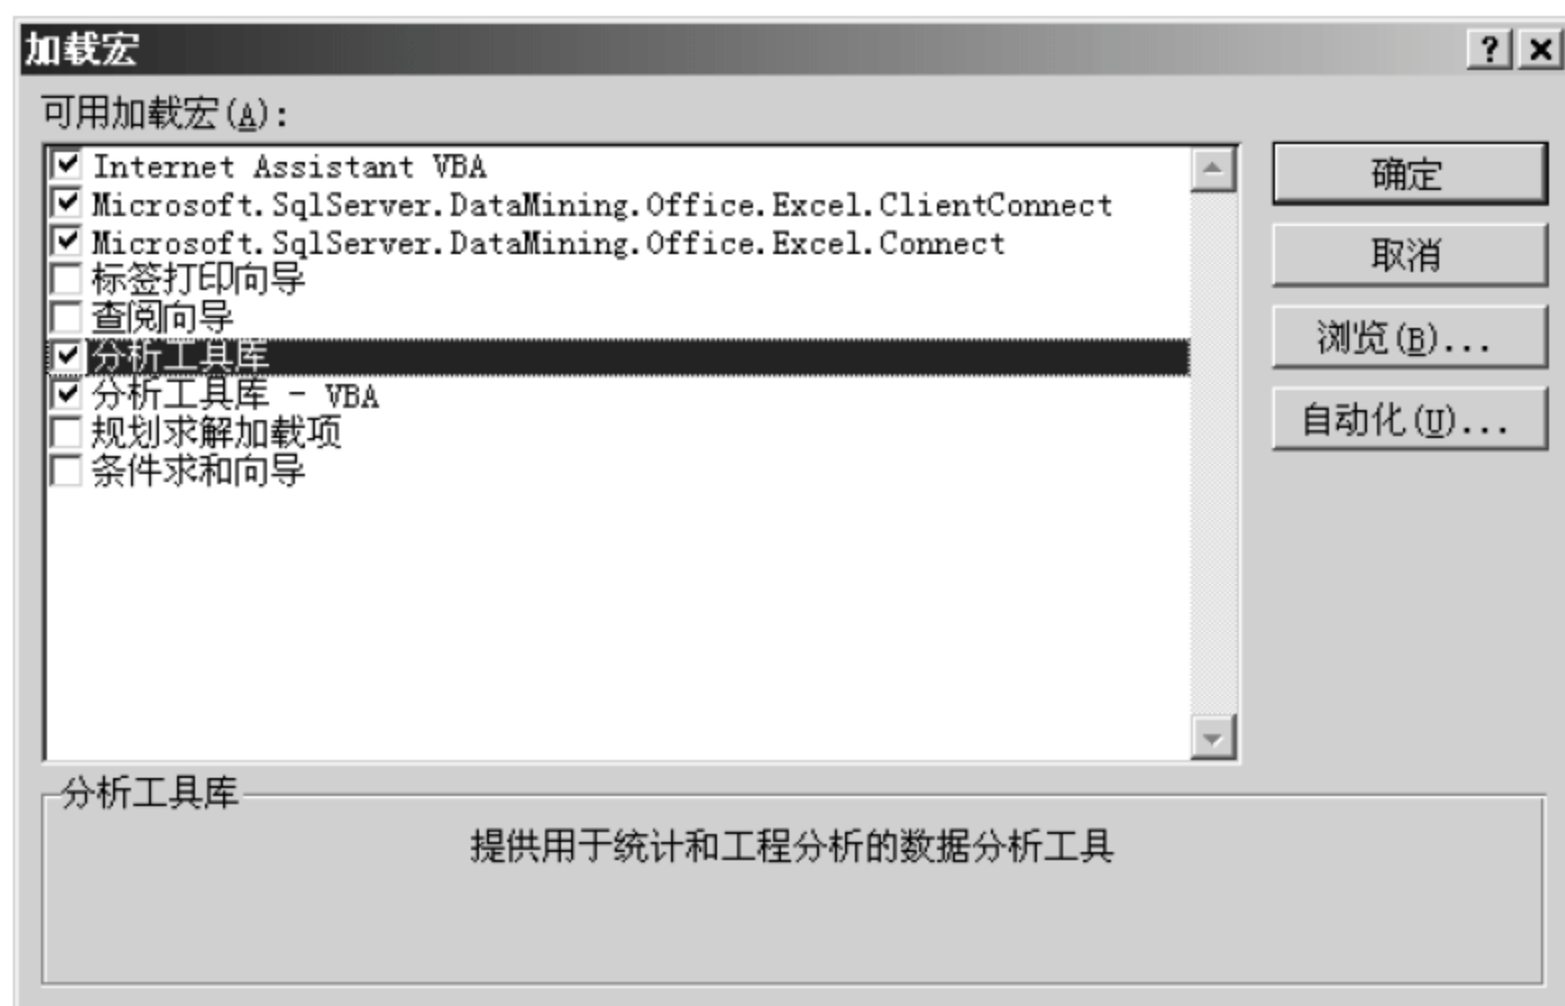 加载宏
可用加载宏(A):
Internet Assistant VBA
Microsoft.SqlServer.DataMining.Office.Excel.ClientConnect
Microsoft.SqlServer.DataMining.Office.Excel.Connect
标签打印向导
查阅向导
分析工具库
分析工具库 - VBA
规划求解加载项
条件求和向导
确定
取消
浏览(B)...
自动化(U)...
分析工具库
提供用于统计和工程分析的数据分析工具